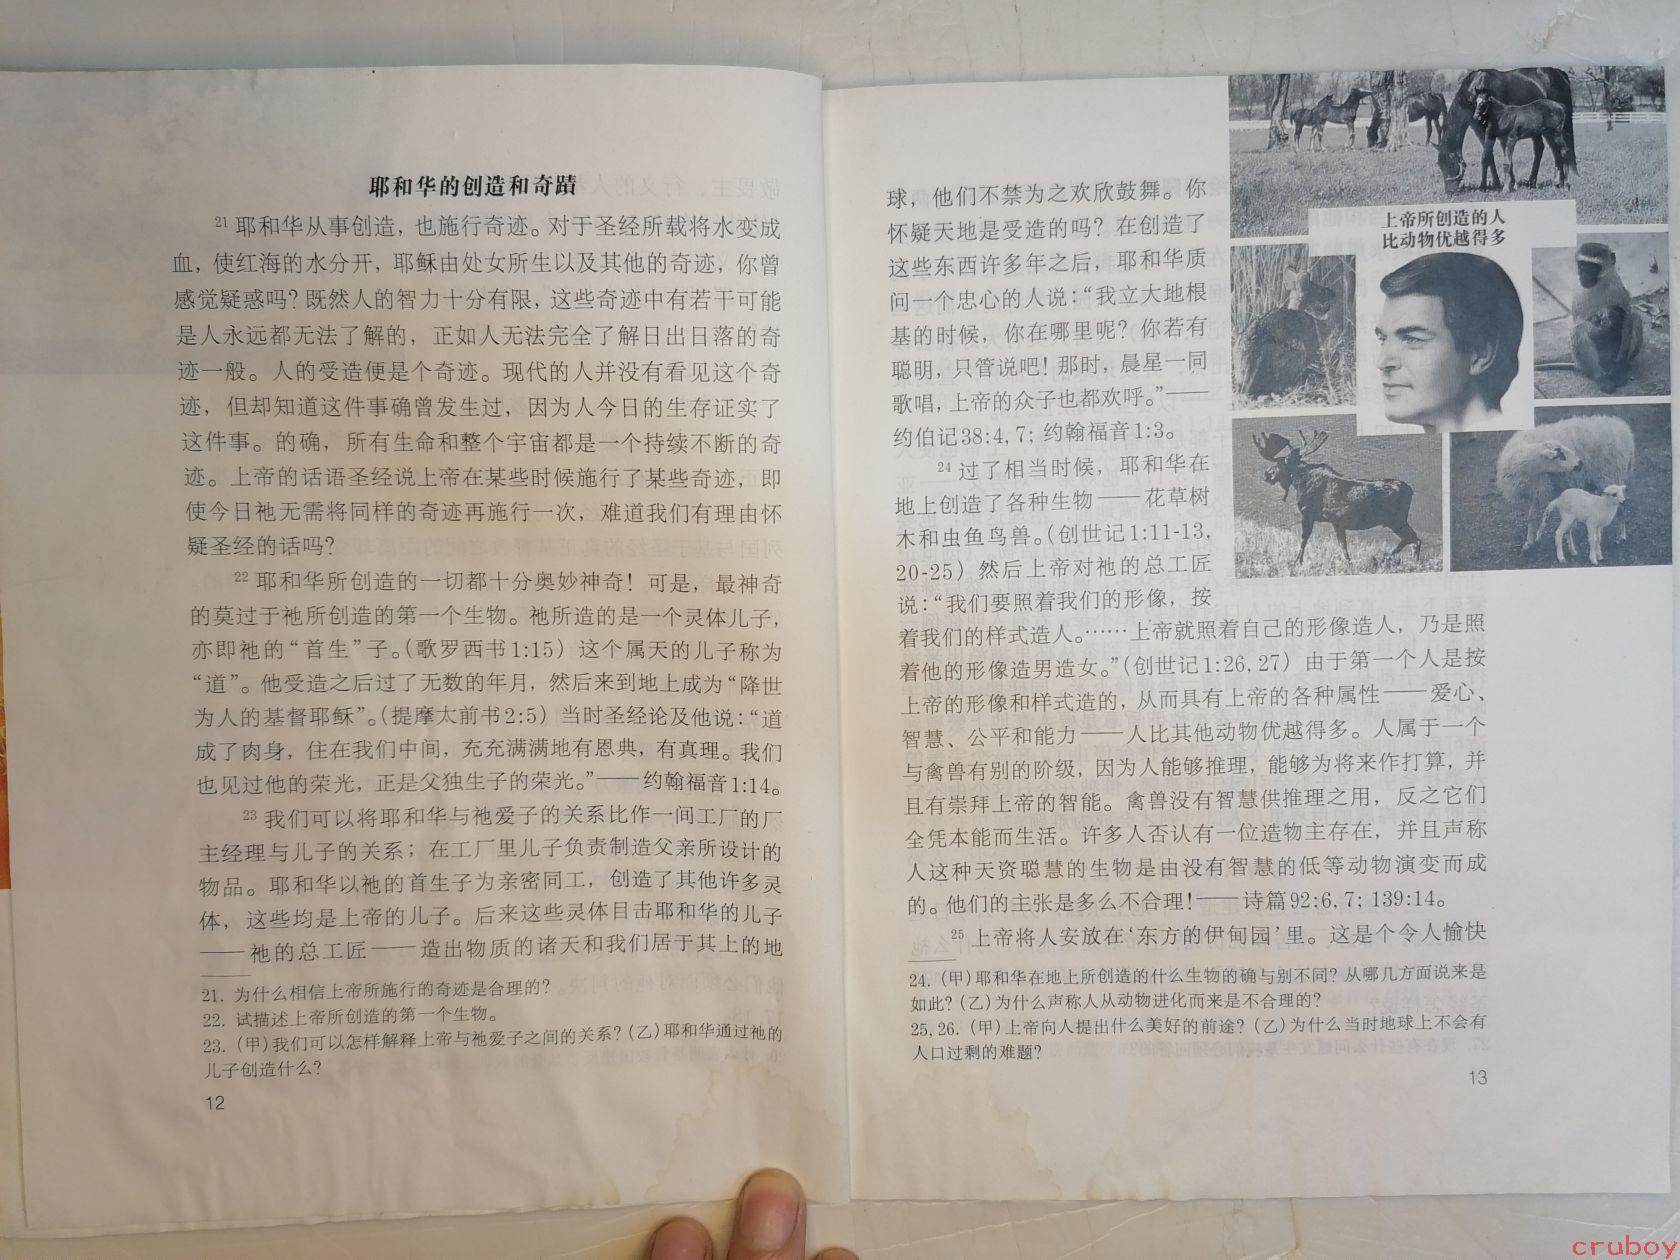 耶和华的创造和奇蹟
21 耶和华从事创造，也施行奇迹。对于圣经所载将水变成
血，使红海的水分开，耶稣由处女所生以及其他的奇迹，你曾
感觉疑惑吗？既然人的智力十分有限，这些奇迹中有若干可能
是人永远都无法了解的，正如人无法完全了解日出日落的奇
迹一般。人的受造便是个奇迹。现代的人并没有看见这个奇
迹，但却知道这件事确曾发生过，因为人今日的生存证实了
这件事。的确，所有生命和整个宇宙都是一个持续不断的奇
迹。上帝的话语圣经说上帝在某些时候施行了某些奇迹，即
使今日祂无需将同样的奇迹再施行一次，难道我们有理由怀
疑圣经的话吗？
22 耶和华所创造的一切都十分奥妙神奇！可是，最神奇
的莫过于祂所创造的第一个生物。祂所造的是一个灵体儿子，
亦即祂的“首生”子。（歌罗西书1:15）这个属天的儿子称为
“道”。他受造之后过了无数的年月，然后来到地上成为“降世
为人的基督耶稣”。（提摩太前书2:5）当时圣经论及他说：“道
成了肉身，住在我们中间，充充满满地有恩典，有真理。我们
也见过他的荣光，正是父独生子的荣光。”——约翰福音1:14。
23 我们可以将耶和华与祂爱子的关系比作一间工厂的厂
主经理与儿子的关系；在工厂里儿子负责制造父亲所设计的
物品。耶和华以祂的首生子为亲密同工，创造了其他许多灵
体，这些均是上帝的儿子。后来这些灵体目击耶和华的儿子
——祂的总工匠——造出物质的诸天和我们居于其上的地
21. 为什么相信上帝所施行的奇迹是合理的？
22. 试描述上帝所创造的第一个生物。
23. （甲）我们可以怎样解释上帝与祂爱子之间的关系？（乙）耶和华通过祂的
儿子创造什么？
12
球，他们不禁为之欢欣鼓舞。你
怀疑天地是受造的吗？在创造了
这些东西许多年之后，耶和华质
问一个忠心的人说：“我立大地根
基的时候，你在哪里呢？你若有
聪明，只管说吧！那时，晨星一同
歌唱，上帝的众子也都欢呼。”——
约伯记38:4,7；约翰福音1:3。
24 过了相当时候，耶和华在
地上创造了各种生物——花草树
木和虫鱼鸟兽。（创世记1:11-13,
20-25）然后上帝对祂的总工匠
说：“我们要照着我们的形像，按
着我们的样式造人。……上帝就照着自己的形像造人，乃是照
着他的形像造男造女。”（创世记1:26,27）由于第一个人是按
上帝的形像和样式造的，从而具有上帝的各种属性——爱心、
智慧、公平和能力——人比其他动物优越得多。人属于一个
与禽兽有别的阶级，因为人能够推理，能够为将来作打算，并
且有崇拜上帝的智能。禽兽没有智慧供推理之用，反之它们
全凭本能而生活。许多人否认有一位造物主存在，并且声称
人这种天资聪慧的生物是由没有智慧的低等动物演变而成
的。他们的主张是多么不合理！——诗篇92:6,7；139:14。
25 上帝将人安放在‘东方的伊甸园’里。这是个令人愉快
24. （甲）耶和华在地上所创造的什么生物的确与别不同？从哪几方面说来是
如此？（乙）为什么声称人从动物进化而来是不合理的？
25, 26. （甲）上帝向人提出什么美好的前途？（乙）为什么当时地球上不会有
人口过剩的难题？
13
上帝所创造的人
比动物优越得多
cruboy